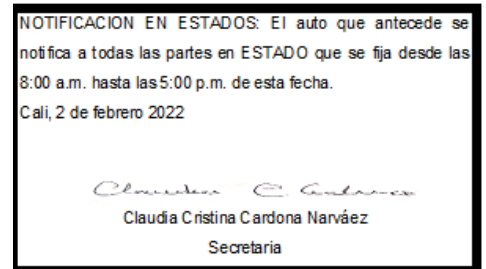 NOTIFICACION EN ESTADOS: El auto que antecede se
notifica a todas las partes en ESTADO que se fija desde las
8:00 a.m. hasta las 5:00 p.m. de esta fecha.
Cali, 2 de febrero 2022
Claudia Cristina Cardona Narváez
Secretaria